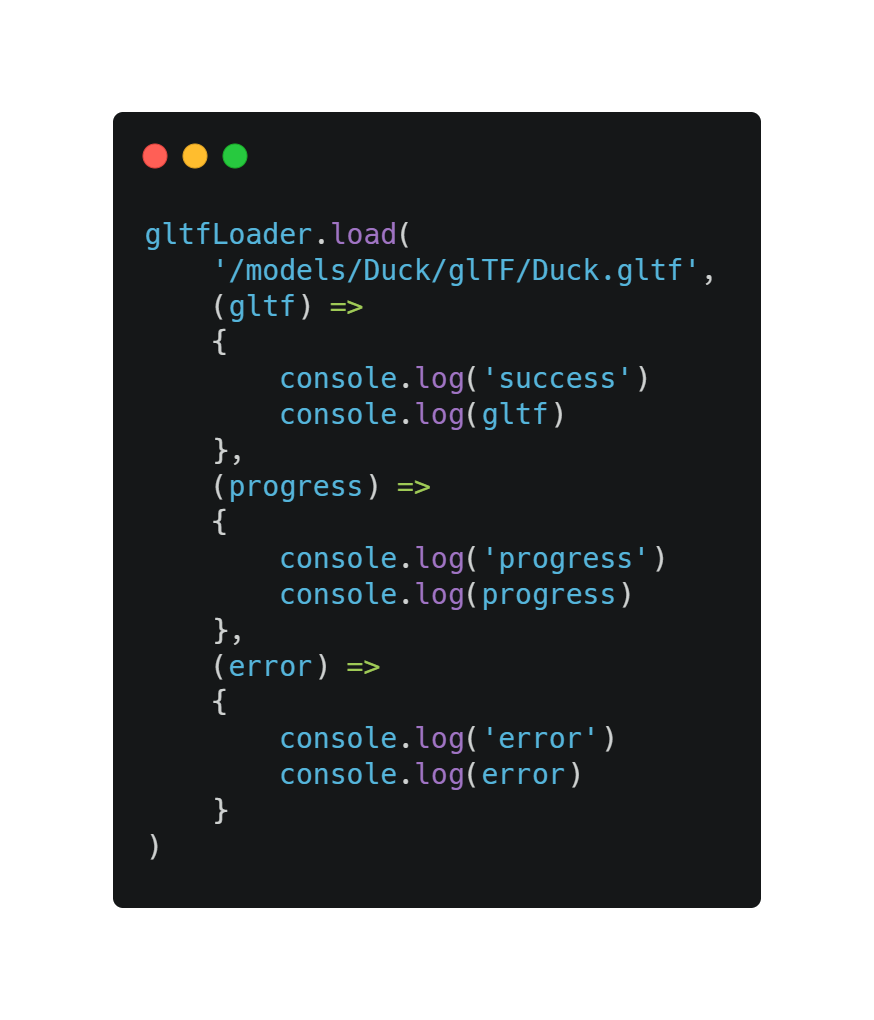 gltfLoader.load(
    '/models/Duck/glTF/Duck.gltf',
    (gltf) =>
    {
        console.log('success')
        console.log(gltf)
    },
    (progress) =>
    {
        console.log('progress')
        console.log(progress)
    },
    (error) =>
    {
        console.log('error')
        console.log(error)
    }
)